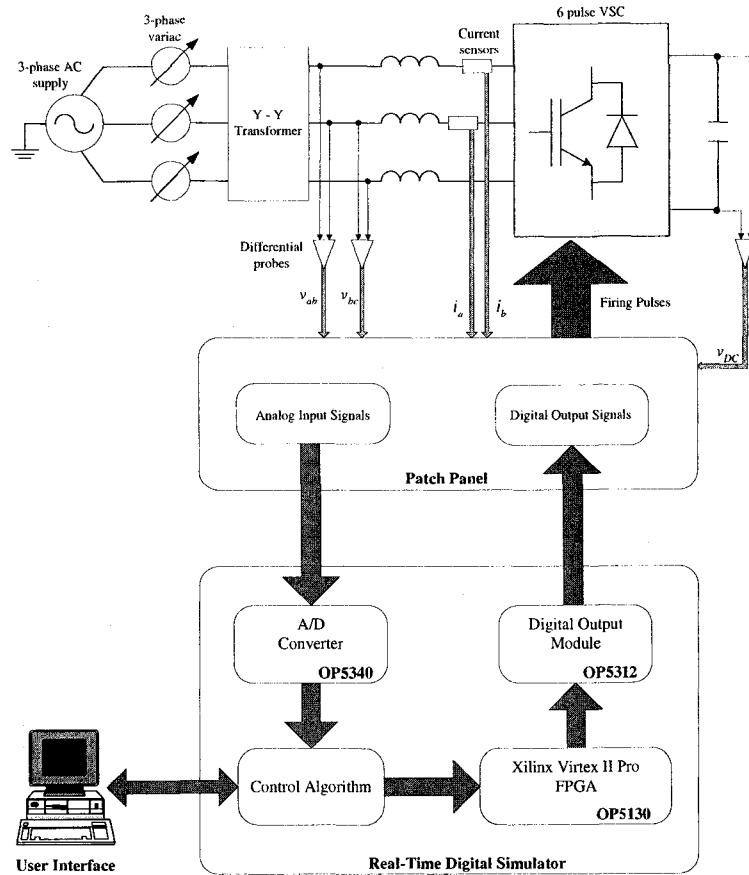 3-phase
variac
6 pulse VSC
Current
sensors
3-phase AC
supply
Y - Y
Transformer
Differential
probes
v_ab
v_bc
i_a
i_b
Firing Pulses
v_DC
Analog Input Signals
Digital Output Signals
Patch Panel
A/D
Converter
OP5340
Digital Output
Module
OP5312
Control Algorithm
Xilinx Virtex II Pro
FPGA
OP5130
User Interface
Real-Time Digital Simulator